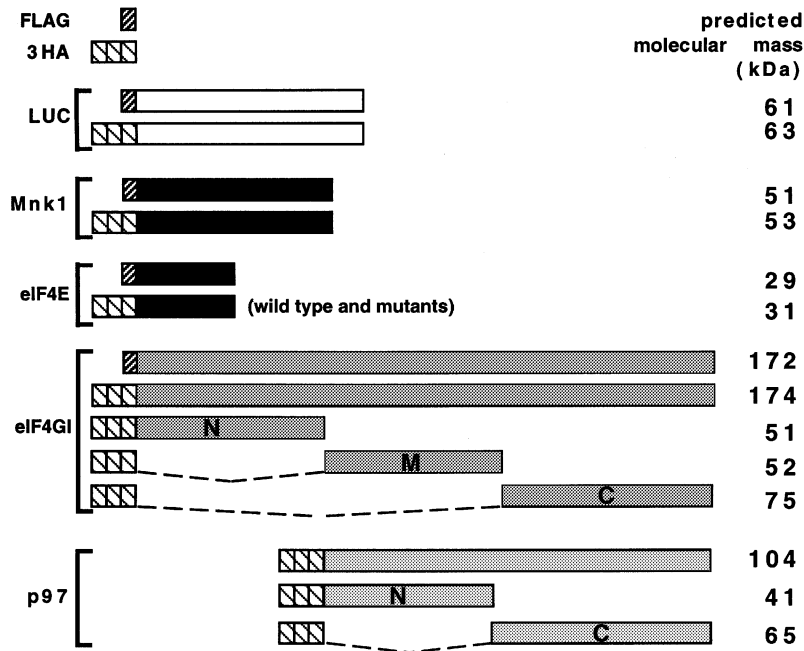 FLAG
3HA
predicted
molecular mass
(kDa)
LUC
61
63
Mnk1
51
53
eIF4E
29
(wild type and mutants)
31
eIF4GI
172
174
N
51
M
52
C
75
p97
104
N
41
C
65